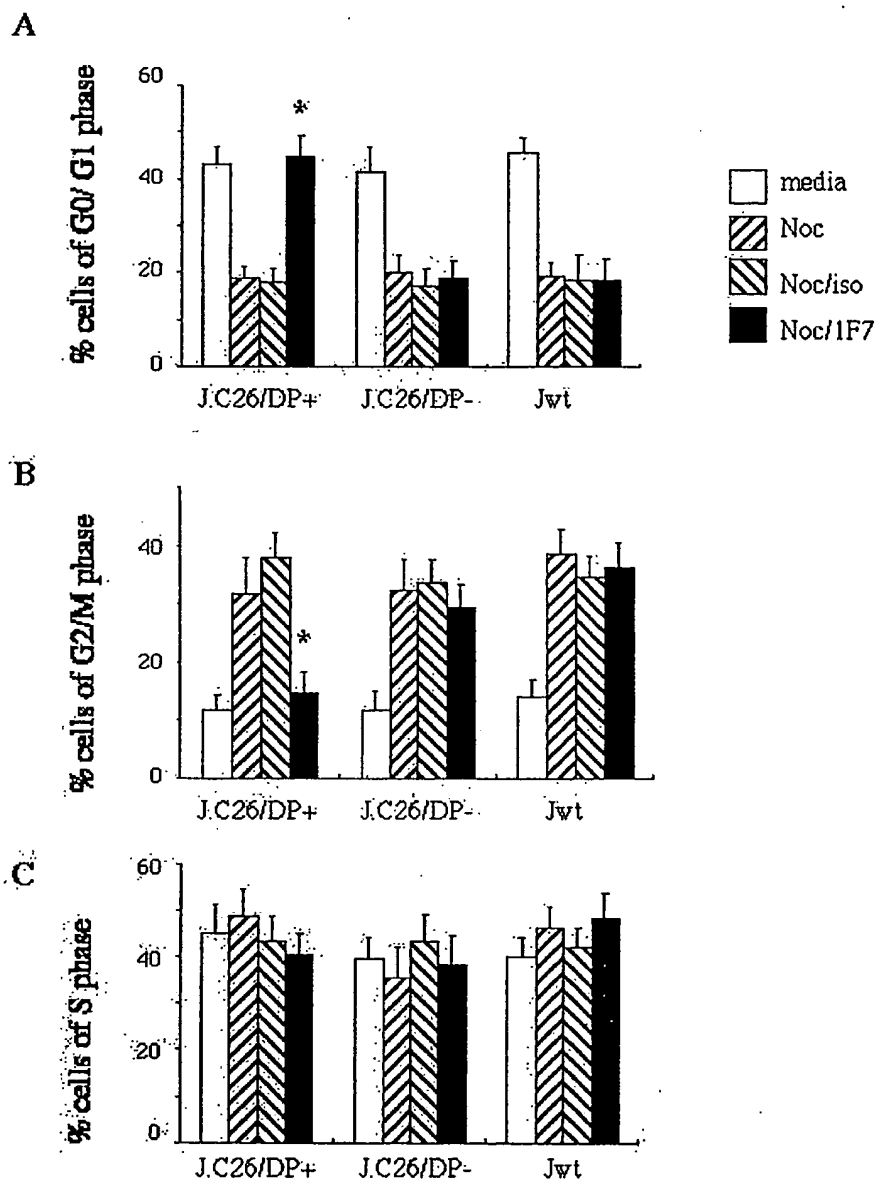 A
% cells of G0/ G1 phase
60
40
20
0
*
J.C26/DP+ J.C26/DP- Jwt
media
Noc
Noc/iso
Noc/1F7
B
% cells of G2/M phase
40
20
0
*
J.C26/DP+ J.C26/DP- Jwt
C
% cells of S phase
60
40
20
0
J.C26/DP+ J.C26/DP- Jwt